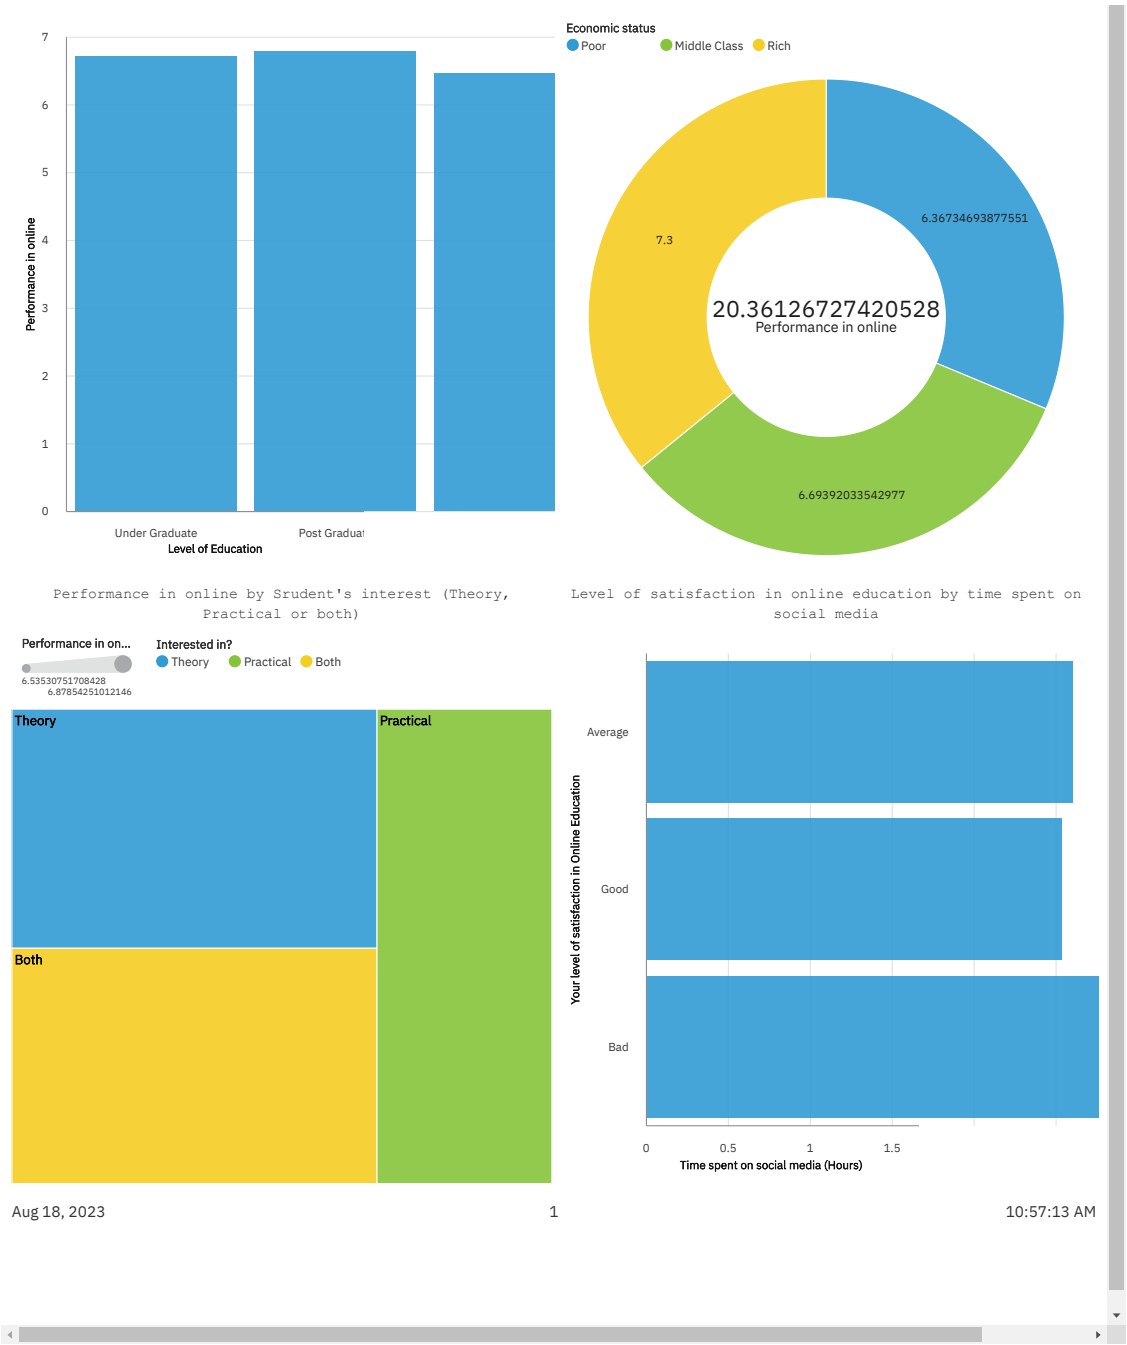 7
6
5
4
3
2
1
0
Performance in online
Under Graduate
Post Graduat
Level of Education
Economic status
Poor
Middle Class
Rich
6.36734693877551
7.3
20.36126727420528
Performance in online
6.69392033542977
Performance in online by Srudent's interest (Theory,
Practical or both)
Performance in on...
6.53530751708428
6.87854251012146
Interested in?
Theory
Practical
Both
Theory
Practical
Both
Level of satisfaction in online education by time spent on
social media
Your level of satisfaction in Online Education
Average
Good
Bad
0
0.5
1
1.5
Time spent on social media (Hours)
Aug 18, 2023
1
10:57:13 AM